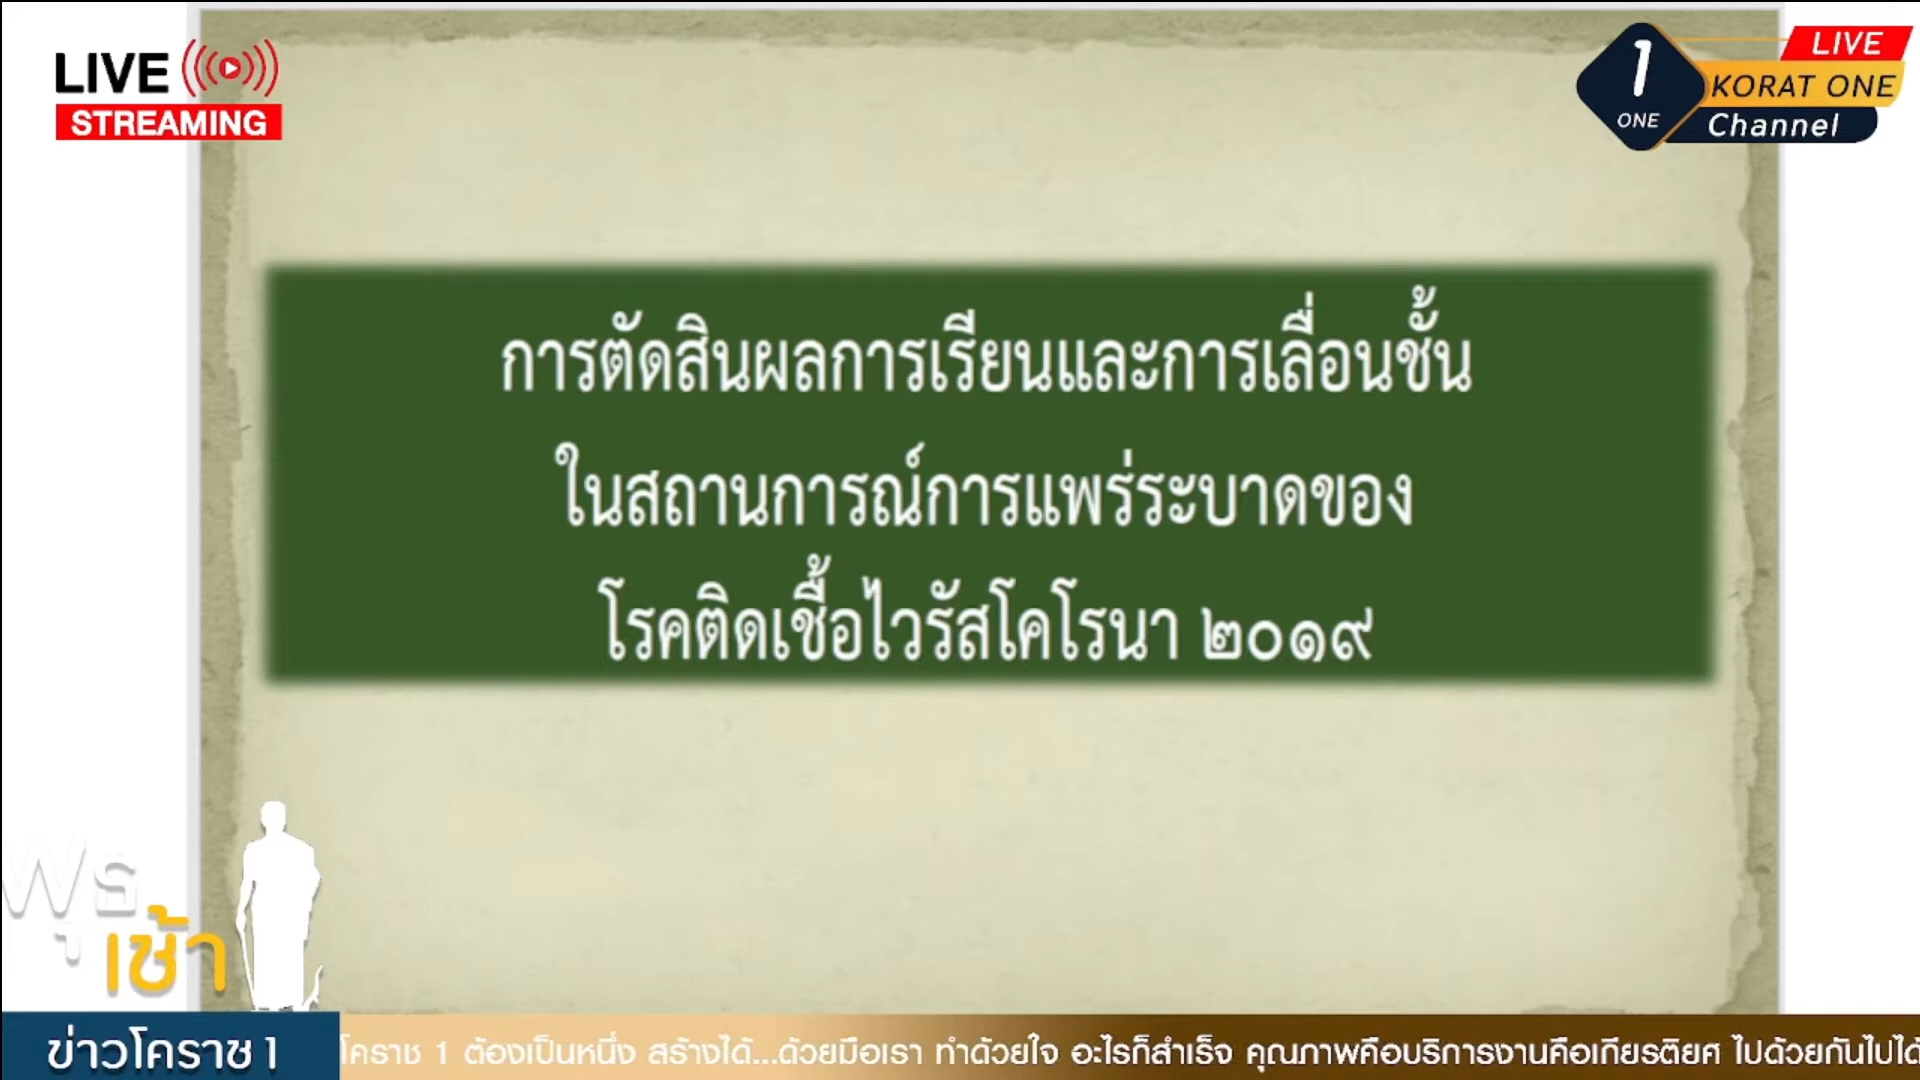 LIVE
STREAMING
LIVE
1
KORAT ONE
ONE
Channel
การตัดสินผลการเรียนและการเลื่อนชั้น
ในสถานการณ์การแพร่ระบาดของ
โรคติดเชื้อไวรัสโคโรนา ๒๐๑๙
พุธ
เช้า
ข่าวโคราช 1
โคราช 1 ต้องเป็นหนึ่ง สร้างได้...ด้วยมือเรา ทำด้วยใจ อะไรก็สำเร็จ คุณภาพคือบริการงานคือเกียรติยศ ไปด้วยกันไปได้